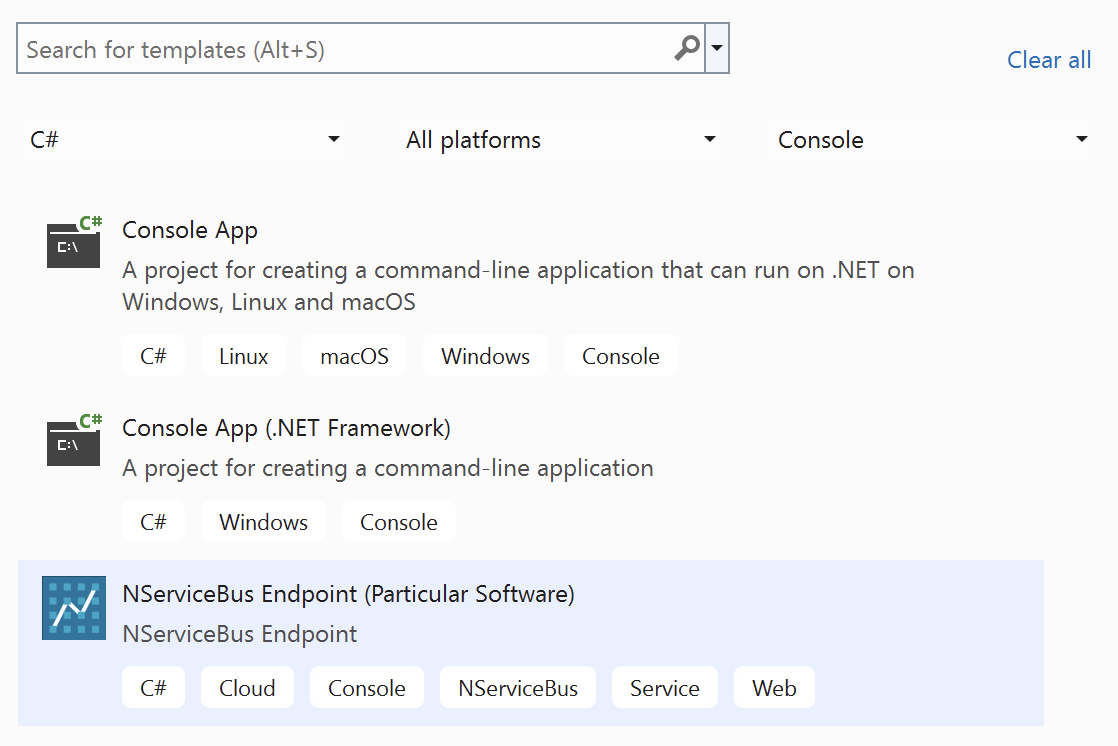 Search for templates (Alt+S)
Clear all
C#
All platforms
Console
C#
C:\
Console App
A project for creating a command-line application that can run on .NET on
Windows, Linux and macOS
C# Linux macOS Windows Console
C#
C:\
Console App (.NET Framework)
A project for creating a command-line application
C# Windows Console
NServiceBus Endpoint (Particular Software)
NServiceBus Endpoint
C# Cloud Console NServiceBus Service Web